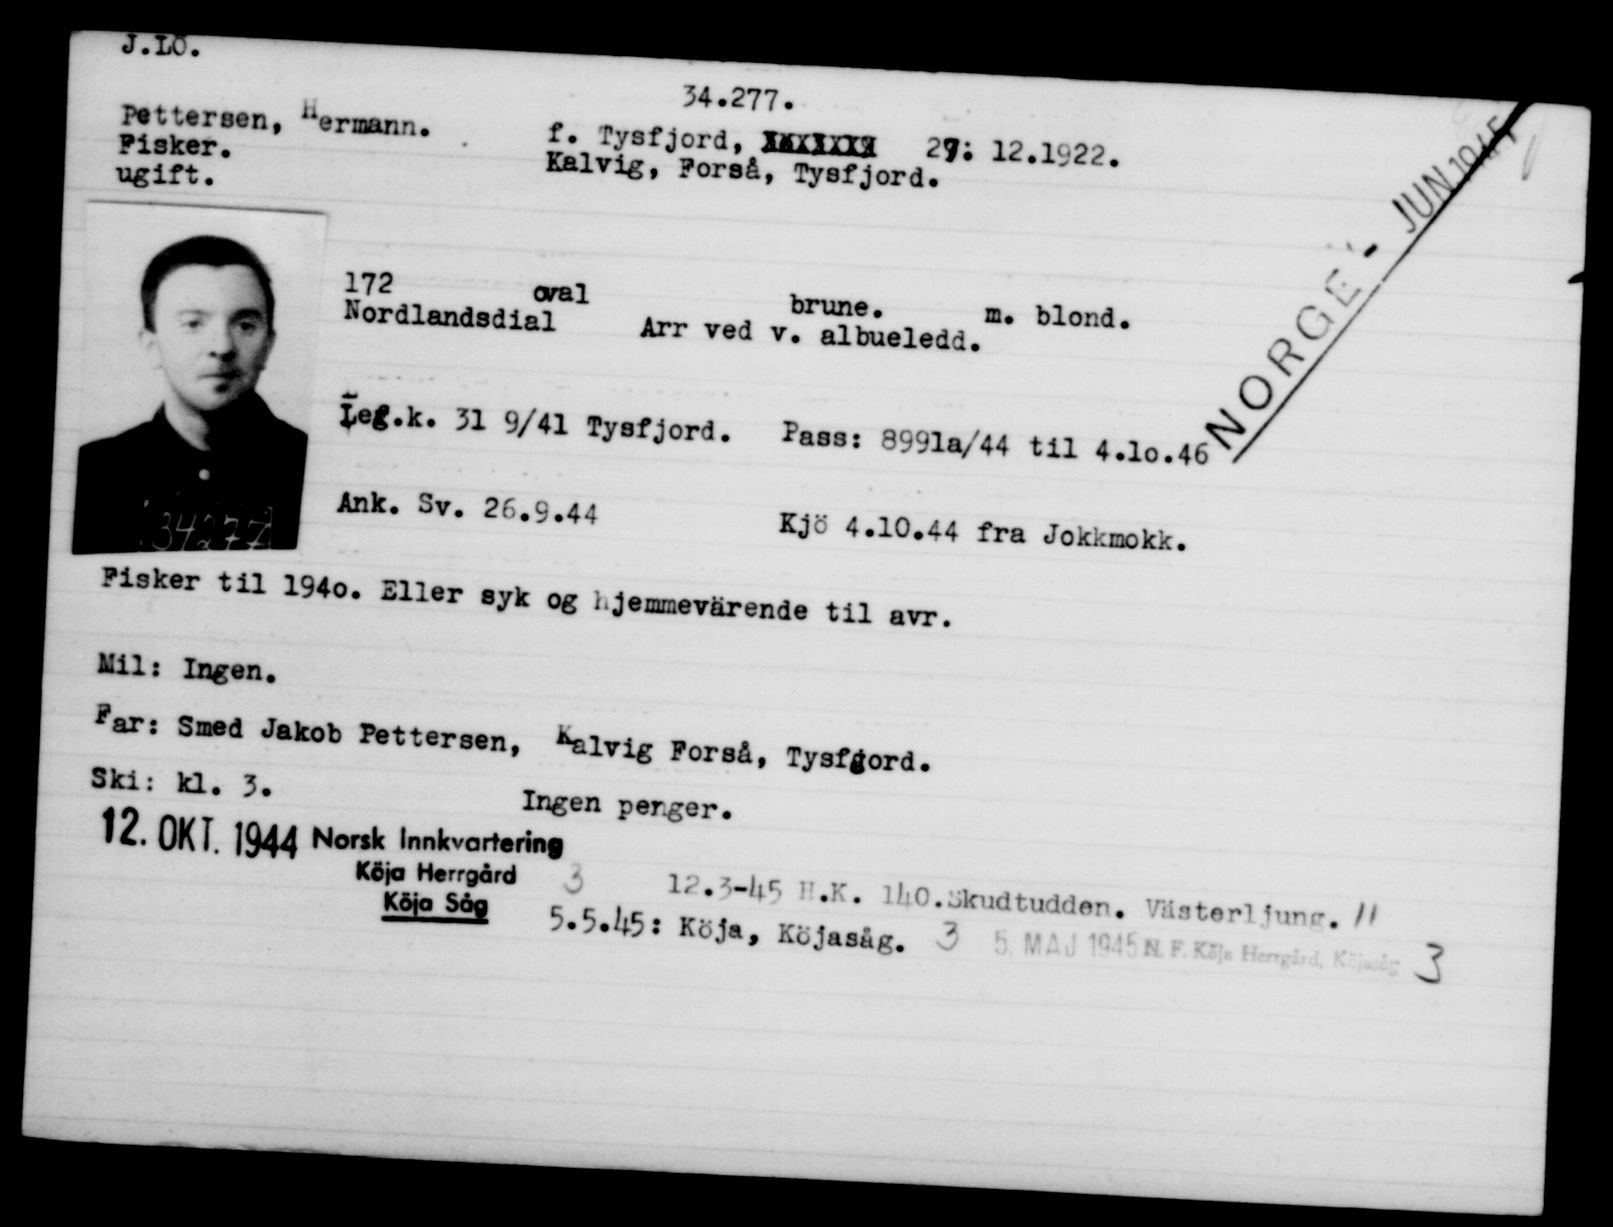 J.LO.
34.277.
Pettersen, Hermann. f. Tysfjord, 27: 12.1922.
Fisker. Kalvig, Forså, Tysfjord.
ugift.
NORGE - JUN 1945
172 oval brune. m. blond.
Nordlandsdial Arr ved v. albueledd.
Leg.k. 31 9/41 Tysfjord. Pass: 8991a/44 til 4.1o.46
Ank. Sv. 26.9.44 Kjö 4.10.44 fra Jokkmokk.
34277
Fisker til 194o. Eller syk og hjemmevärende til avr.
Mil: Ingen.
Far: Smed Jakob Pettersen, Kalvig Forså, Tysfjord.
Ski: kl. 3. Ingen penger.
12. OKT. 1944 Norsk Innkvartering
Köja Herrgård 3 12.3-45 H.K. 140.Skudtudden. Västerljung. 11
Köja Såg 5.5.45: Köja, Köjasåg. 3 5. MAJ 1945 N. F. Köja Herrgård, Köjasåg 3